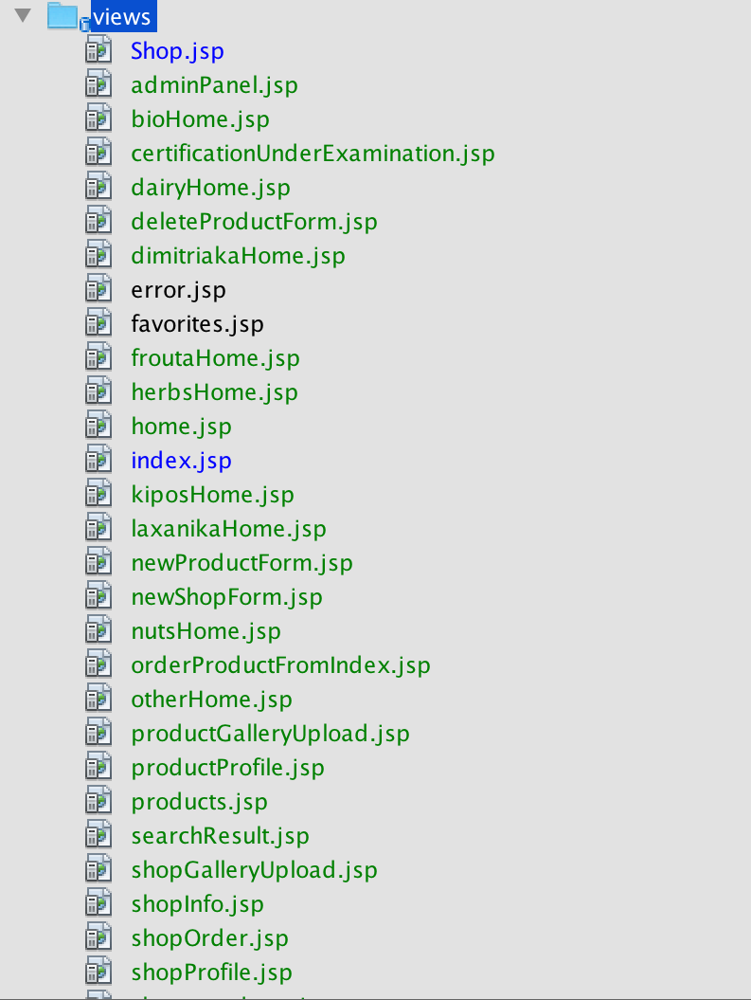 views
Shop.jsp
adminPanel.jsp
bioHome.jsp
certificationUnderExamination.jsp
dairyHome.jsp
deleteProductForm.jsp
dimitriakaHome.jsp
error.jsp
favorites.jsp
froutaHome.jsp
herbsHome.jsp
home.jsp
index.jsp
kiposHome.jsp
laxanikaHome.jsp
newProductForm.jsp
newShopForm.jsp
nutsHome.jsp
orderProductFromIndex.jsp
otherHome.jsp
productGalleryUpload.jsp
productProfile.jsp
products.jsp
searchResult.jsp
shopGalleryUpload.jsp
shopInfo.jsp
shopOrder.jsp
shopProfile.jsp